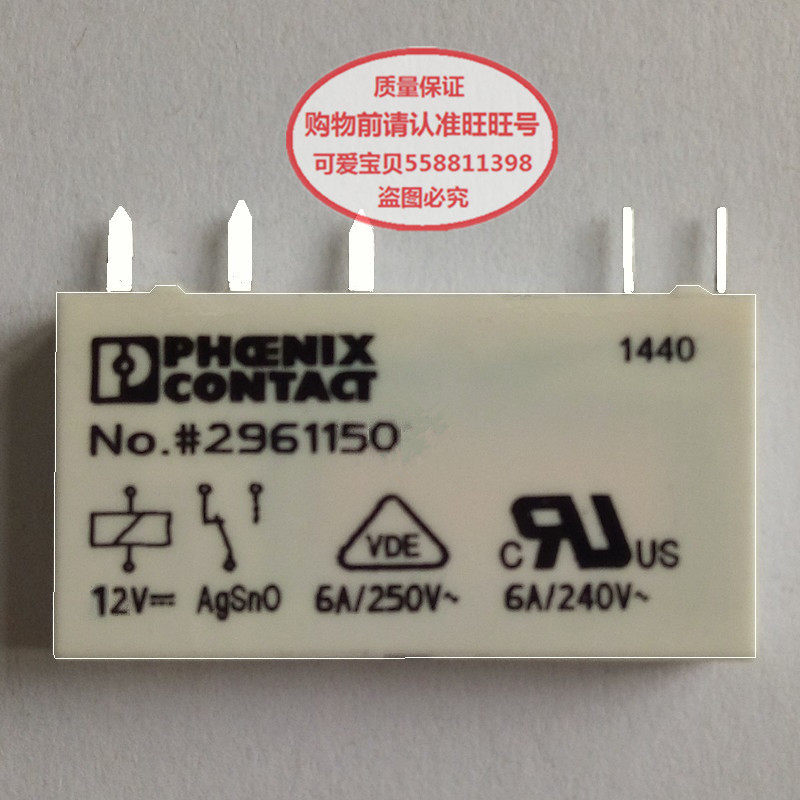 质量保证
购物前请认准旺旺号
可爱宝贝558811398
盗图必究
PHŒNIX
CONTACT
1440
No.#2961150
VDE
C RU US
12V⎓ AgSnO 6A/250V~ 6A/240V~